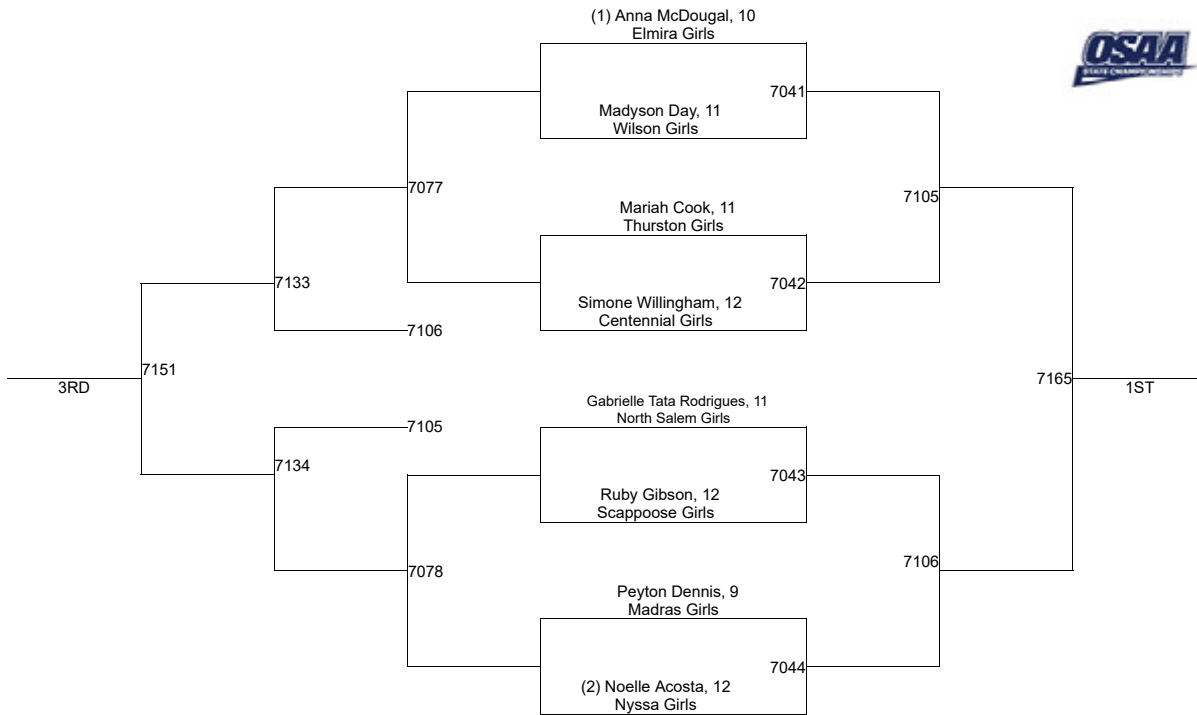 (1) Anna McDougal, 10
Elmira Girls
OSAA
STATE CHAMPIONSHIPS
7041
Madyson Day, 11
Wilson Girls
7077
7105
Mariah Cook, 11
Thurston Girls
7133
7042
Simone Willingham, 12
Centennial Girls
7106
7151
3RD
7165
1ST
Gabrielle Tata Rodrigues, 11
North Salem Girls
7105
7134
7043
Ruby Gibson, 12
Scappoose Girls
7078
7106
Peyton Dennis, 9
Madras Girls
7044
(2) Noelle Acosta, 12
Nyssa Girls